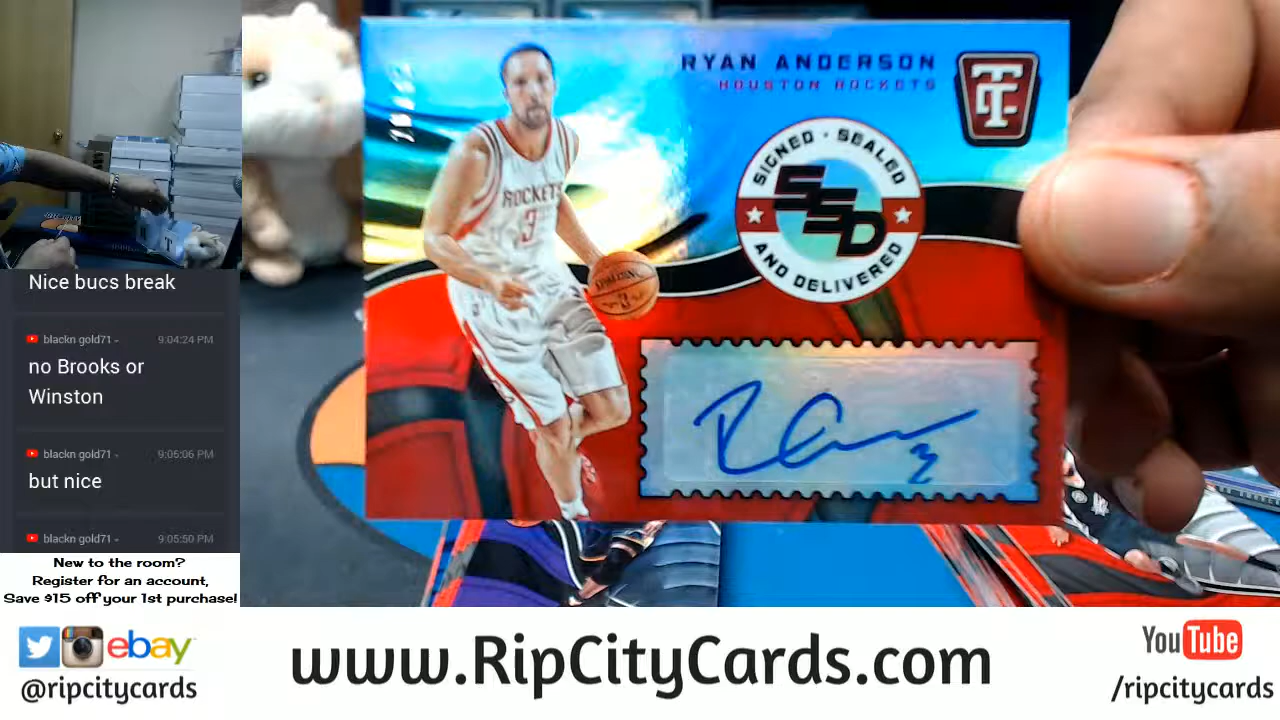 Nice bucs break
blackn gold71
9:04:24 PM
no Brooks or
Winston
blackn gold71
9:05:06 PM
but nice
blackn gold71
9:05:50 PM
New to the room?
Register for an account,
Save $15 off your 1st purchase!
RYAN ANDERSON
HOUSTON ROCKETS
TC
SIGNED · SEALED
SSD
AND DELIVERED
ROCKETS
3
SPALDING
3
ebay
@ripcitycards
www.RipCityCards.com
YouTube
/ripcitycards